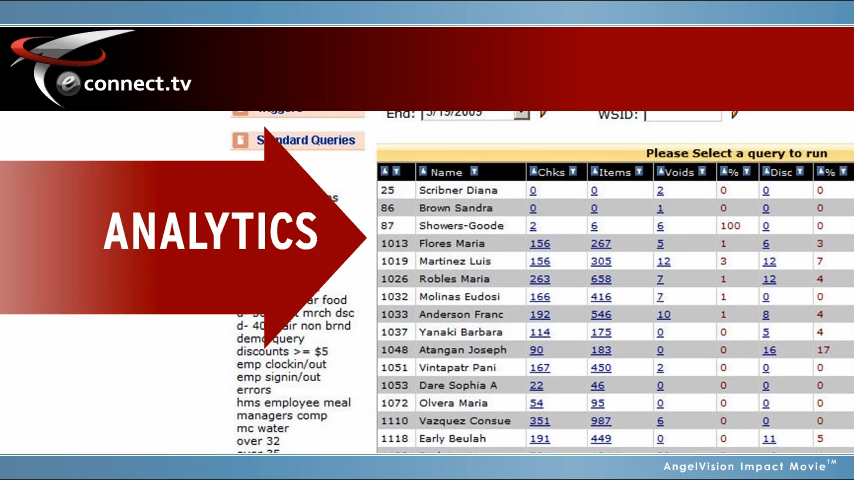 e connect.tv
End: 5/19/2009 WSID:
Standard Queries
Please Select a query to run
Name Chks Items Voids % Disc %
25 Scribner Diana 0 0 2 0 0 0
86 Brown Sandra 0 0 1 0 0 0
87 Showers-Goode 2 6 6 100 0 0
1013 Flores Maria 156 267 5 1 6 3
1019 Martinez Luis 156 305 12 3 12 7
1026 Robles Maria 263 658 7 1 12 4
1032 Molinas Eudosi 166 416 7 1 0 0
1033 Anderson Franc 192 546 10 1 8 4
1037 Yanaki Barbara 114 175 0 0 5 4
1048 Atangan Joseph 90 183 0 0 16 17
1051 Vintapatr Pani 167 450 2 0 0 0
1053 Dare Sophia A 22 46 0 0 0 0
1072 Olvera Maria 54 95 0 0 0 0
1110 Vazquez Consue 351 987 6 0 0 0
1118 Early Beulah 191 449 0 0 11 5
ANALYTICS
food
mrch dsc
non brnd
query
discounts >= $5
emp clockin/out
emp signin/out
errors
hms employee meal
managers comp
mc water
over 32
AngelVision Impact Movie™